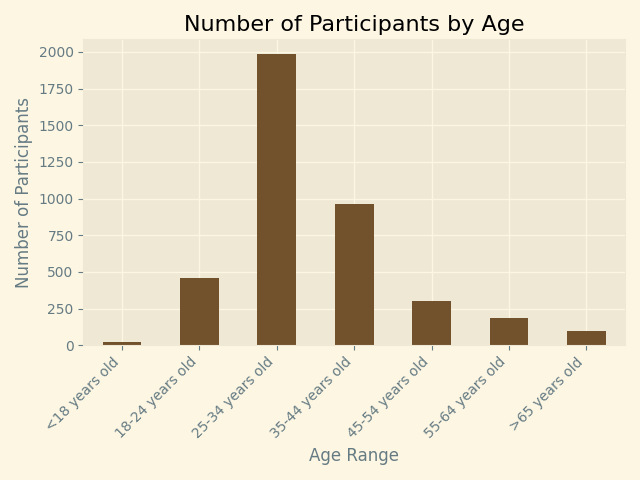 Number of Participants by Age
Number of Participants
2000
1750
1500
1250
1000
750
500
250
0
<18 years old
18-24 years old
25-34 years old
35-44 years old
45-54 years old
55-64 years old
>65 years old
Age Range